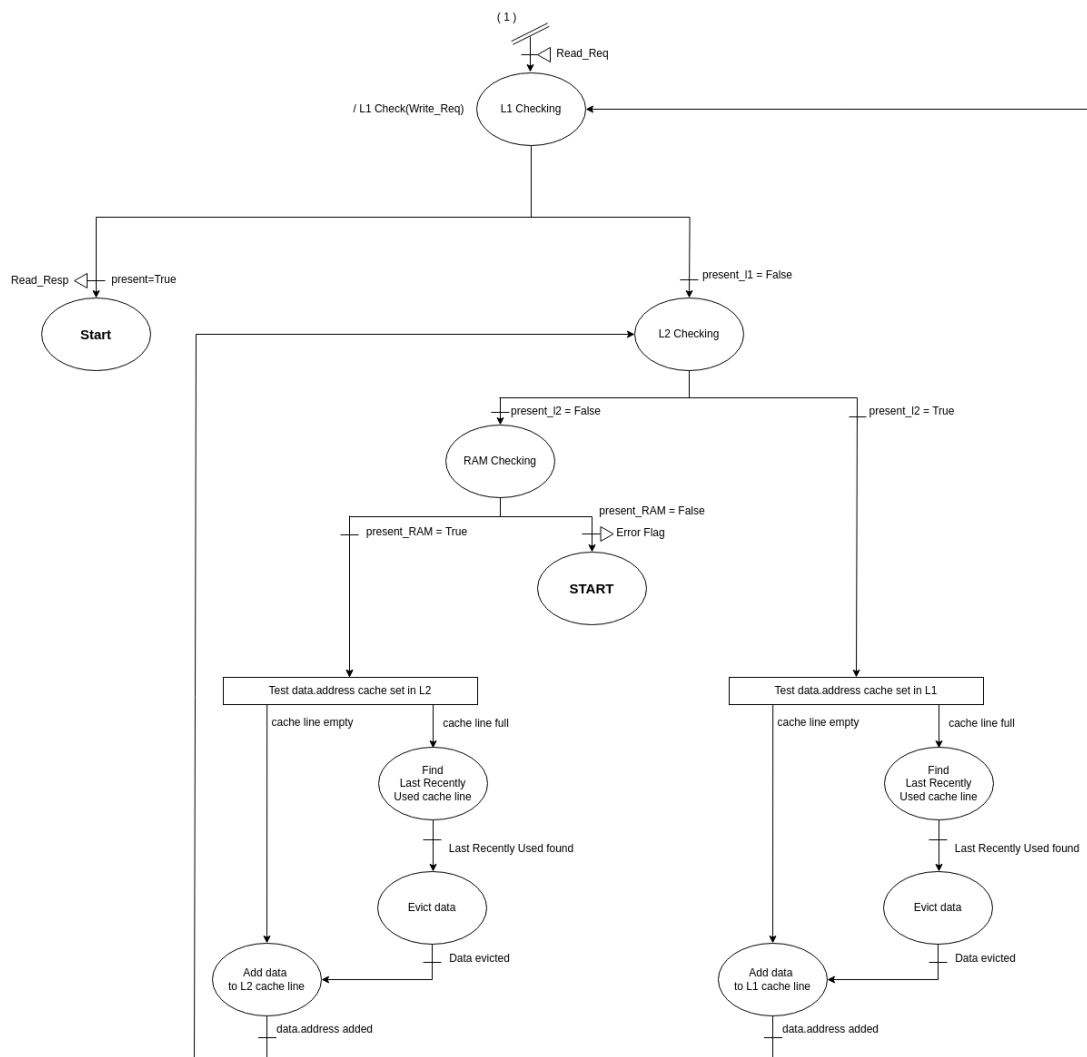 ( 1 )
Read_Req
/ L1 Check(Write_Req)
L1 Checking
Read_Resp
present=True
present_l1 = False
Start
L2 Checking
present_l2 = False
present_l2 = True
RAM Checking
present_RAM = False
present_RAM = True
Error Flag
START
Test data.address cache set in L2
Test data.address cache set in L1
cache line empty
cache line full
cache line empty
cache line full
Find
Last Recently
Used cache line
Find
Last Recently
Used cache line
Last Recently Used found
Last Recently Used found
Evict data
Evict data
Data evicted
Data evicted
Add data
to L2 cache line
Add data
to L1 cache line
data.address added
data.address added